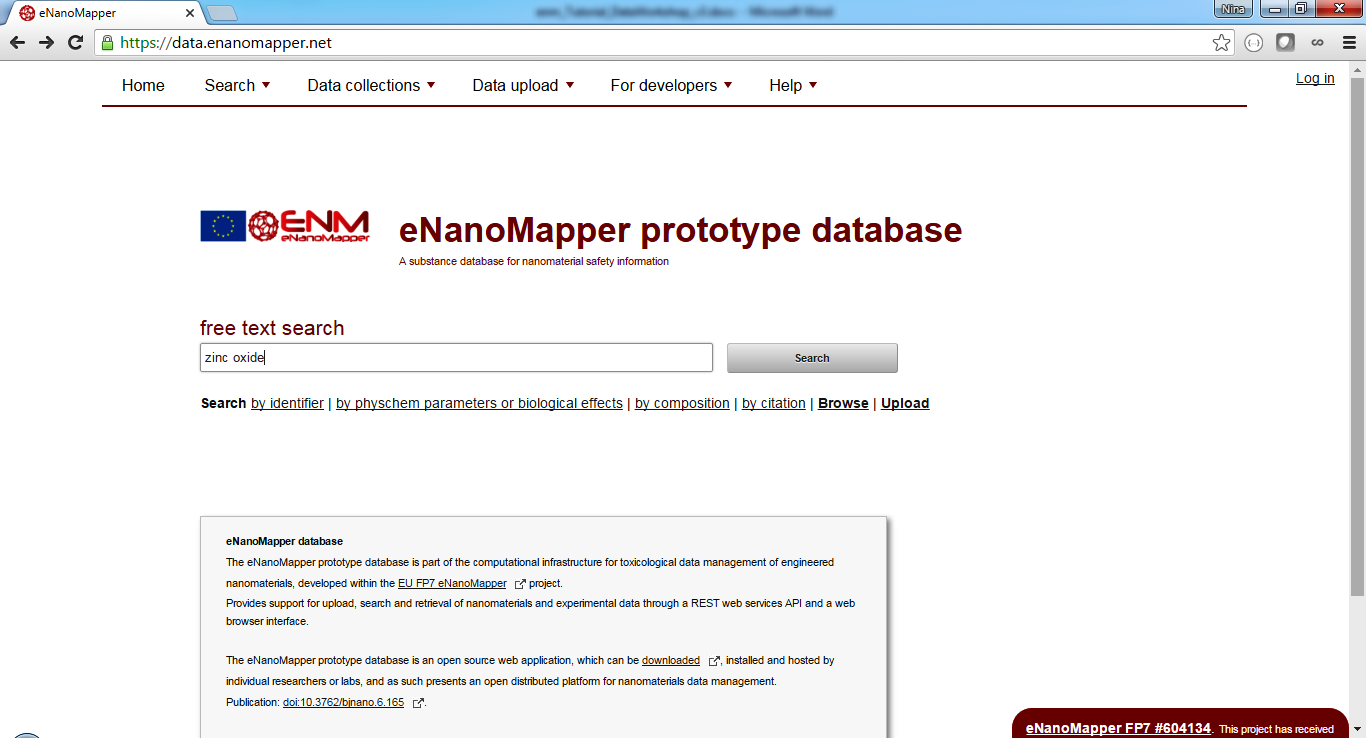 eNanoMapper
Nina
https://data.enanomapper.net
Home Search Data collections Data upload For developers Help
Log in
ENM
eNanoMapper
eNanoMapper prototype database
A substance database for nanomaterial safety information
free text search
zinc oxide
Search
Search by identifier | by physchem parameters or biological effects | by composition | by citation | Browse | Upload
eNanoMapper database
The eNanoMapper prototype database is part of the computational infrastructure for toxicological data management of engineered
nanomaterials, developed within the EU FP7 eNanoMapper project.
Provides support for upload, search and retrieval of nanomaterials and experimental data through a REST web services API and a web
browser interface.
The eNanoMapper prototype database is an open source web application, which can be downloaded , installed and hosted by
individual researchers or labs, and as such presents an open distributed platform for nanomaterials data management.
Publication: doi:10.3762/bjnano.6.165 .
eNanoMapper FP7 #604134. This project has received